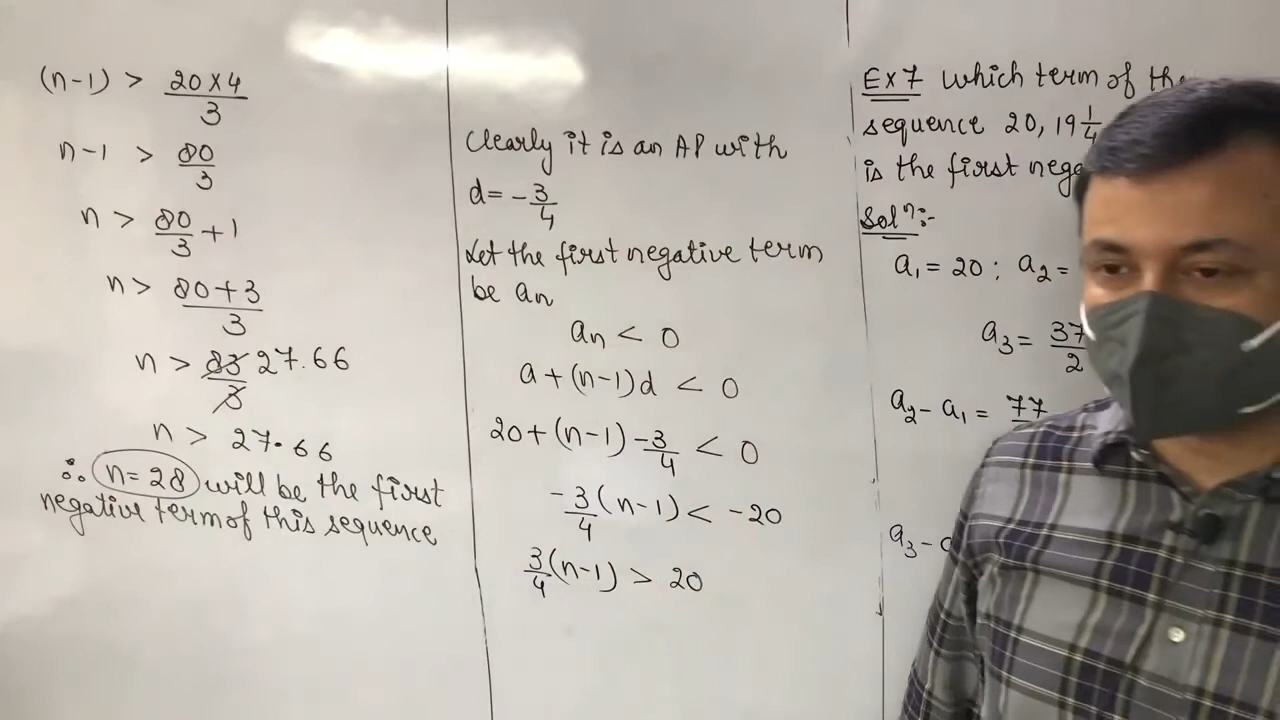 (n-1) > 20×4/3
n-1 > 80/3
n > 80/3 + 1
n > 80+3/3
n > 83/3 27.66
n > 27.66
∴ n=28 will be the first
negative term of this sequence
Clearly it is an AP with
d= -3/4
Let the first negative term
be an
an < 0
a+(n-1)d < 0
20+(n-1) -3/4 < 0
-3/4(n-1) < -20
3/4(n-1) > 20
Ex7 which term of the
sequence 20, 19 1/4
is the first
Solⁿ:-
a₁ = 20 ; a₂ =
a₃ = 37/2
a₂ - a₁ = 77
a₃ -